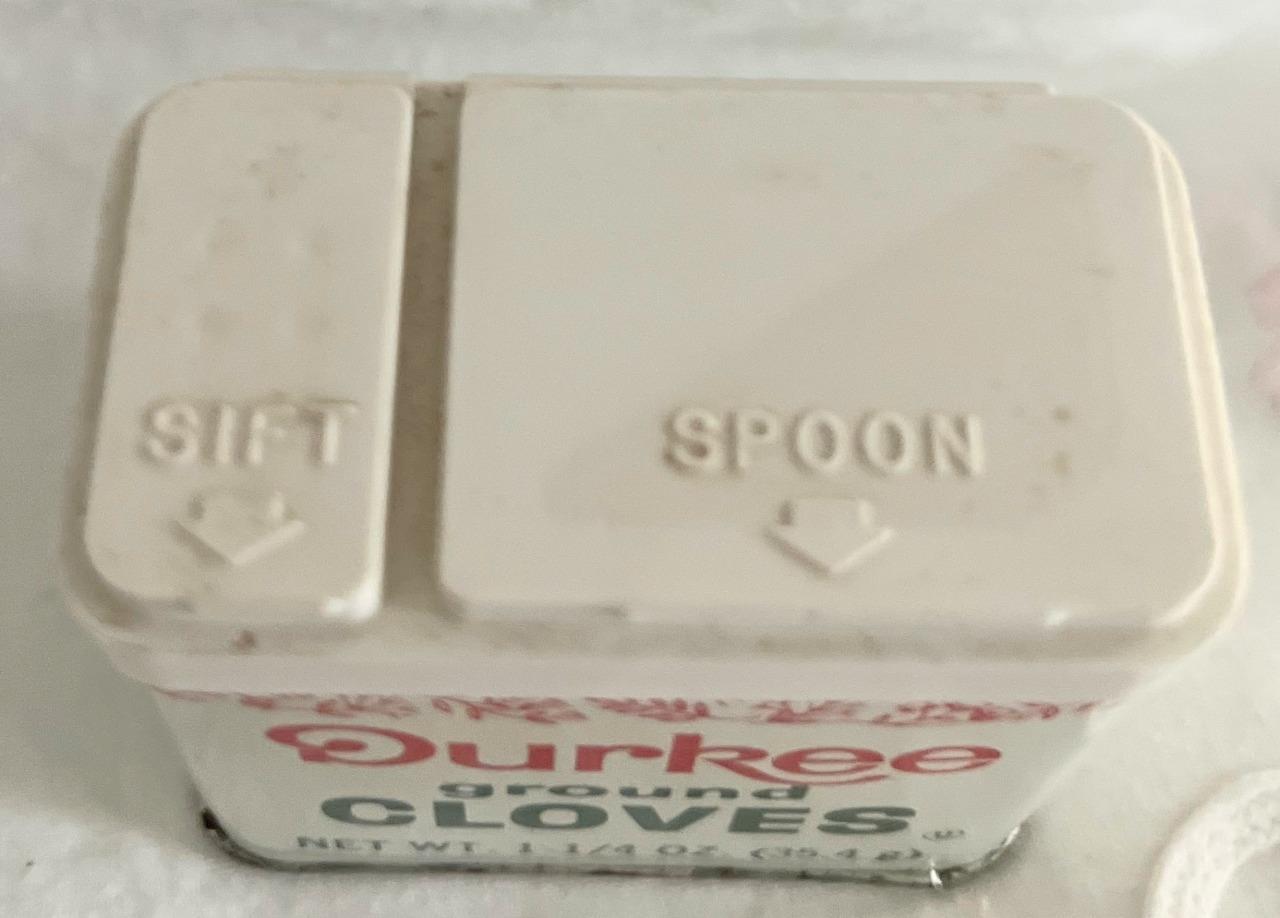 SIFT SPOON
Durkee
ground
CLOVES
NET WT. 1 1/4 OZ. (35.4 g)